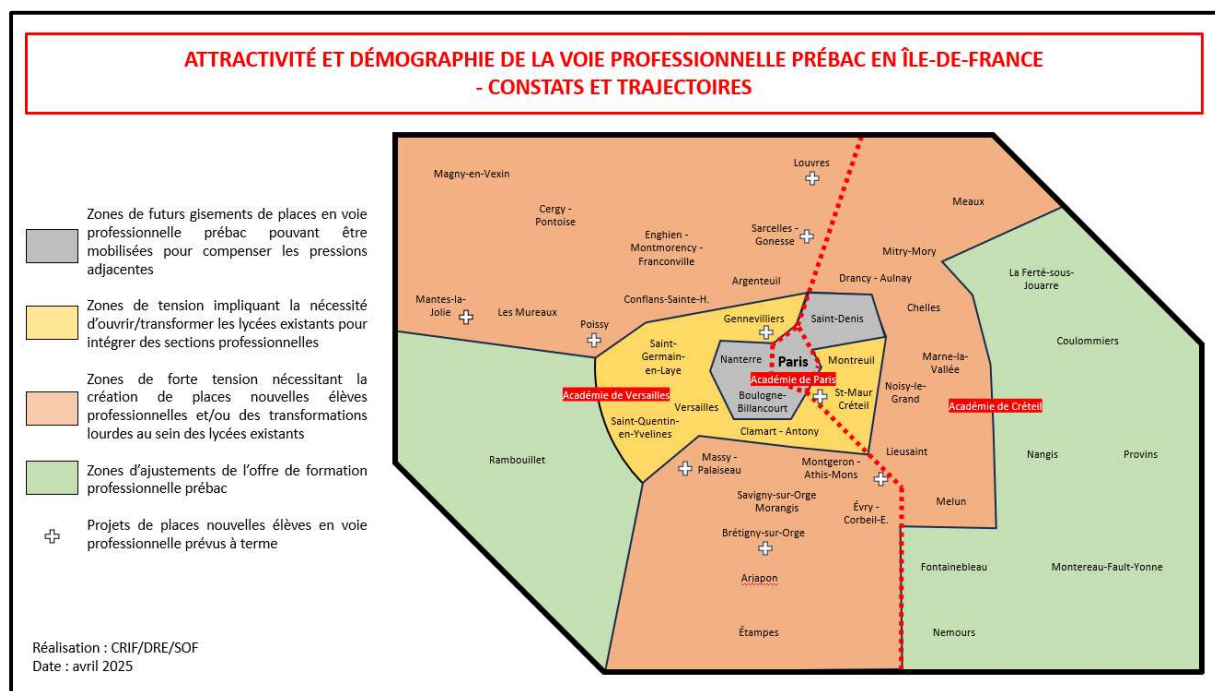 ATTRACTIVITÉ ET DÉMOGRAPHIE DE LA VOIE PROFESSIONNELLE PRÉBAC EN ÎLE-DE-FRANCE
- CONSTATS ET TRAJECTOIRES
Zones de futurs gisements de places en voie
professionnelle prébac pouvant être
mobilisées pour compenser les pressions
adjacentes
Zones de tension impliquant la nécessité
d'ouvrir/transformer les lycées existants pour
intégrer des sections professionnelles
Zones de forte tension nécessitant la
création de places nouvelles élèves
professionnelles et/ou des transformations
lourdes au sein des lycées existants
Zones d'ajustements de l'offre de formation
professionnelle prébac
Projets de places nouvelles élèves en voie
professionnelle prévus à terme
Réalisation : CRIF/DRE/SOF
Date : avril 2025
Louvres
Magny-en-Vexin
Meaux
Cergy -
Pontoise
Sarcelles -
Gonesse
Enghien -
Montmorency -
Franconville
Mitry-Mory
La Ferté-sous-
Jouarre
Argenteuil
Drancy - Aulnay
Mantes-la-
Jolie
Les Mureaux
Conflans-Sainte-H.
Chelles
Poissy
Gennevilliers
Saint-Denis
Coulommiers
Saint-
Germain-
en-Laye
Nanterre
Paris
Montreuil
Marne-la-
Vallée
Académie de Versailles
Académie de Paris
Noisy-le-
Grand
Académie de Créteil
Versailles
Boulogne-
Billancourt
St-Maur
Créteil
Saint-Quentin-
en-Yvelines
Clamart - Antony
Rambouillet
Massy -
Palaiseau
Montgeron -
Athis-Mons
Lieusaint
Nangis
Provins
Savigny-sur-Orge
Morangis
Évry -
Corbeil-E.
Melun
Brétigny-sur-Orge
Arjapon
Fontainebleau
Montereau-Fault-Yonne
Étampes
Nemours